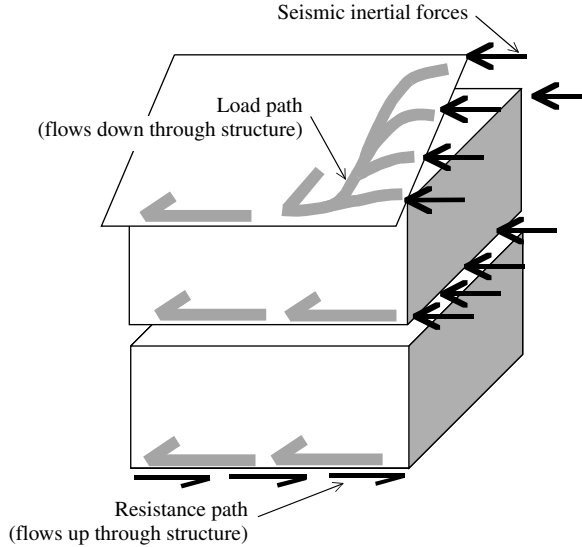 Seismic inertial forces
Load path
(flows down through structure)
Resistance path
(flows up through structure)